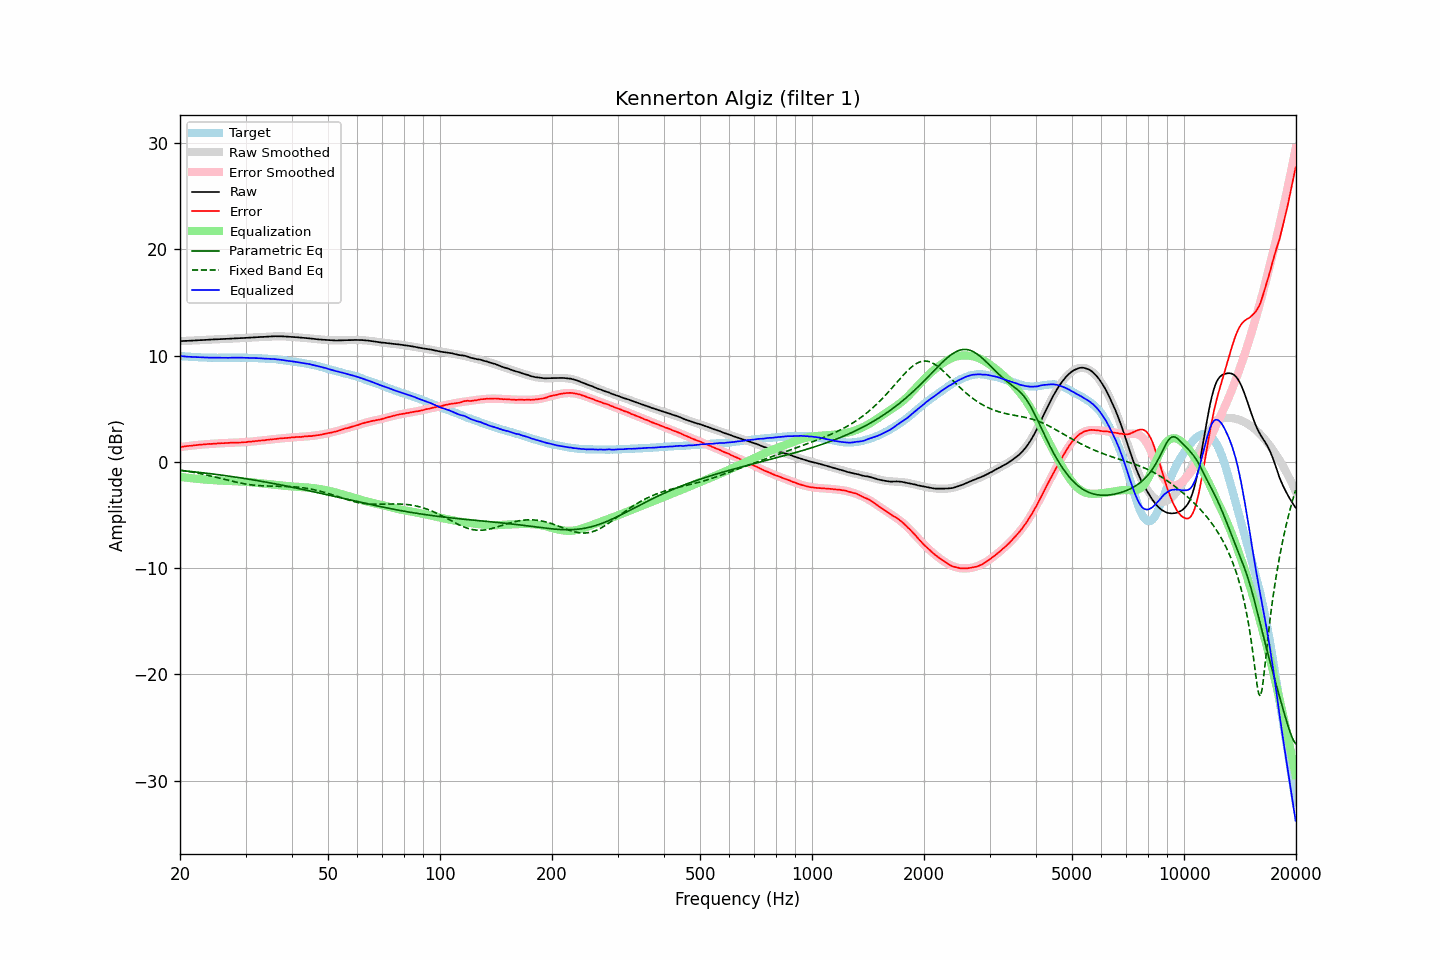 Kennerton Algiz (filter 1)
Target
Raw Smoothed
Error Smoothed
Raw
Error
Equalization
Parametric Eq
Fixed Band Eq
Equalized
30
20
10
0
−10
−20
−30
Amplitude (dBr)
20 50 100 200 500 1000 2000 5000 10000 20000
Frequency (Hz)